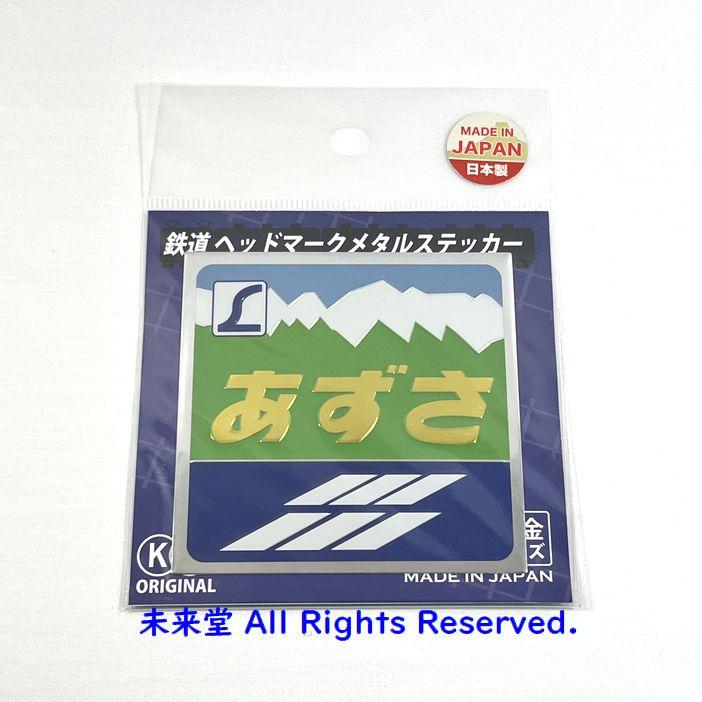 MADE IN
JAPAN
日本製
鉄道ヘッドマークメタルステッカー
あずさ
K
金
ズ
ORIGINAL
MADE IN JAPAN
未来堂 All Rights Reserved.